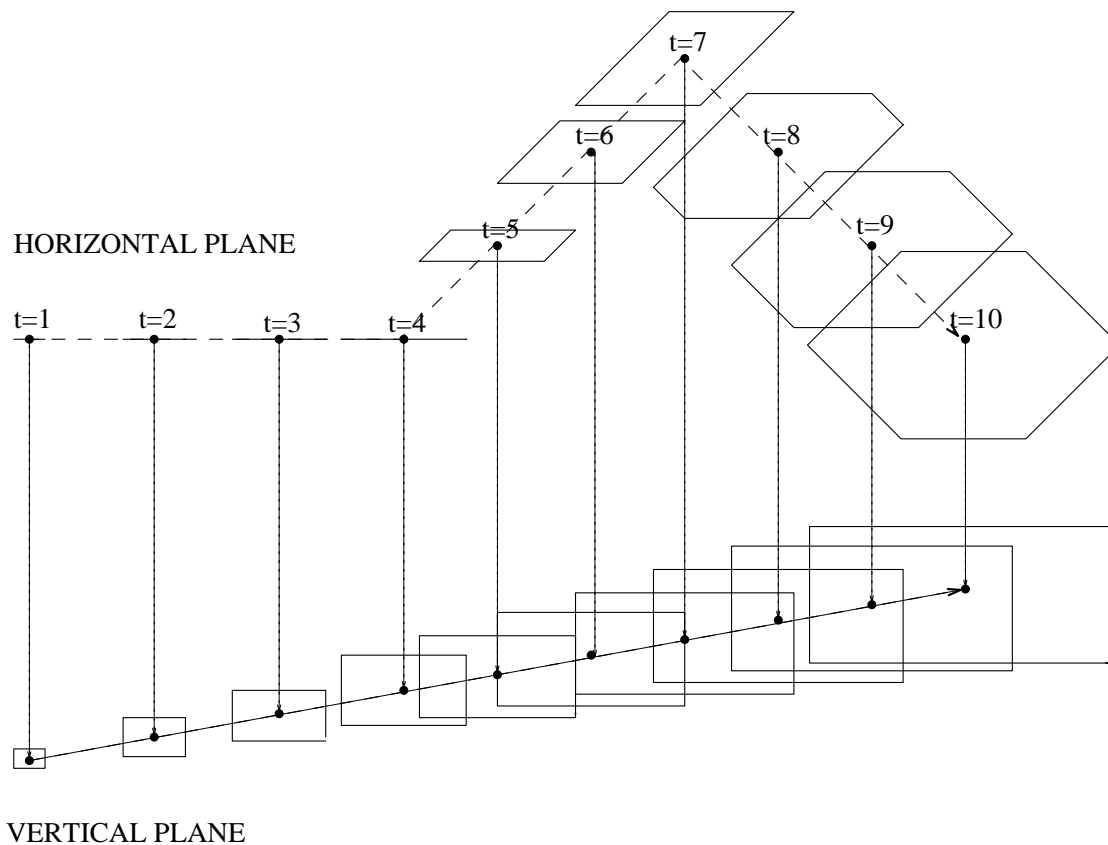 t=7
t=6
t=8
t=5
t=9
HORIZONTAL PLANE
t=1
t=2
t=3
t=4
t=10
VERTICAL PLANE